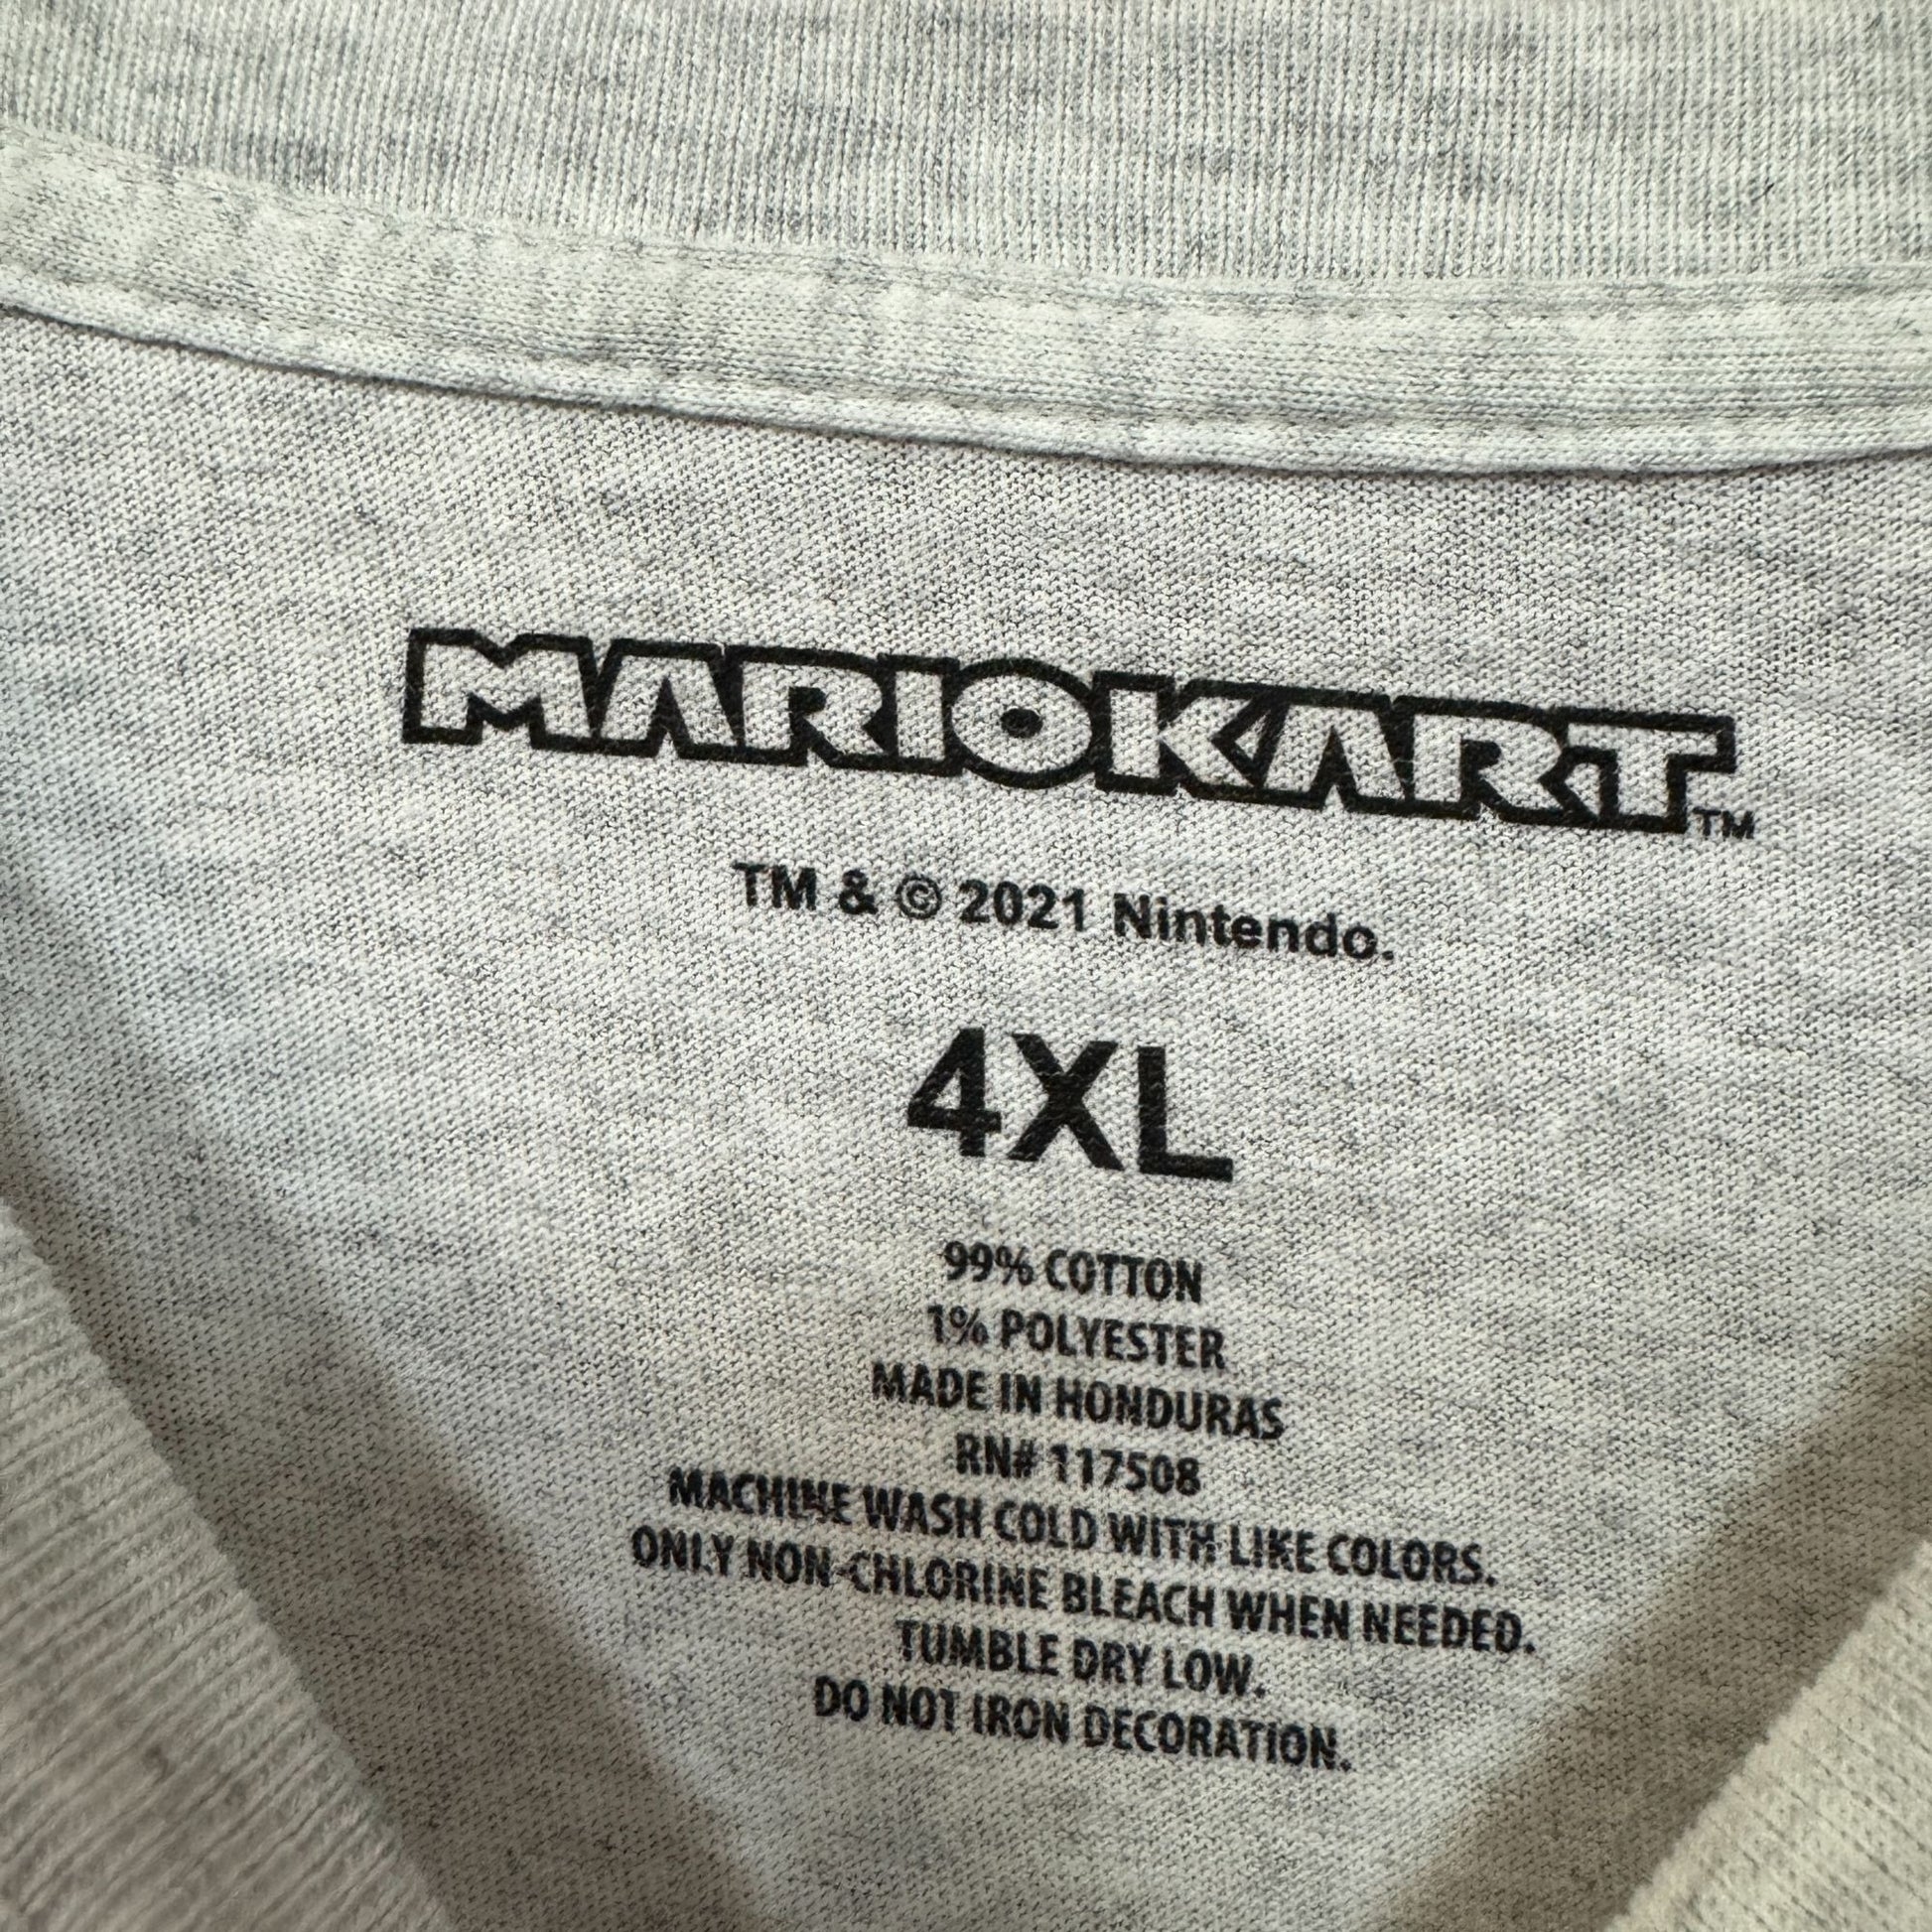 MARIOKART™
TM & © 2021 Nintendo.
4XL
99% COTTON
1% POLYESTER
MADE IN HONDURAS
RN# 117508
MACHINE WASH COLD WITH LIKE COLORS.
ONLY NON-CHLORINE BLEACH WHEN NEEDED.
TUMBLE DRY LOW.
DO NOT IRON DECORATION.